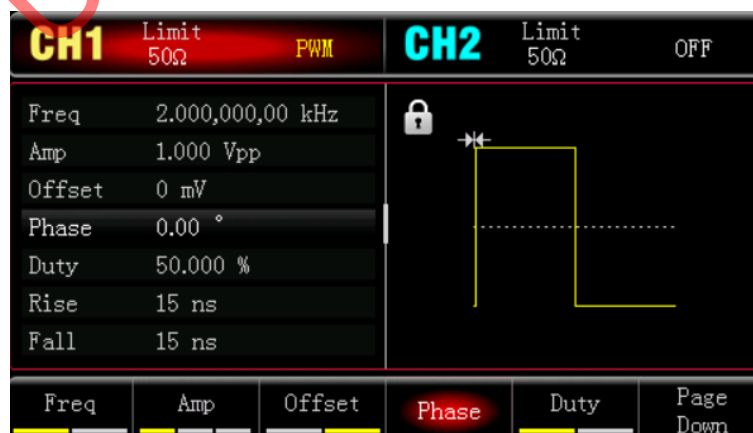 CH1 Limit 50Ω PWM CH2 Limit 50Ω OFF
Freq 2.000,000,00 kHz
Amp 1.000 Vpp
Offset 0 mV
Phase 0.00 °
Duty 50.000 %
Rise 15 ns
Fall 15 ns
Freq Amp Offset Phase Duty Page Down